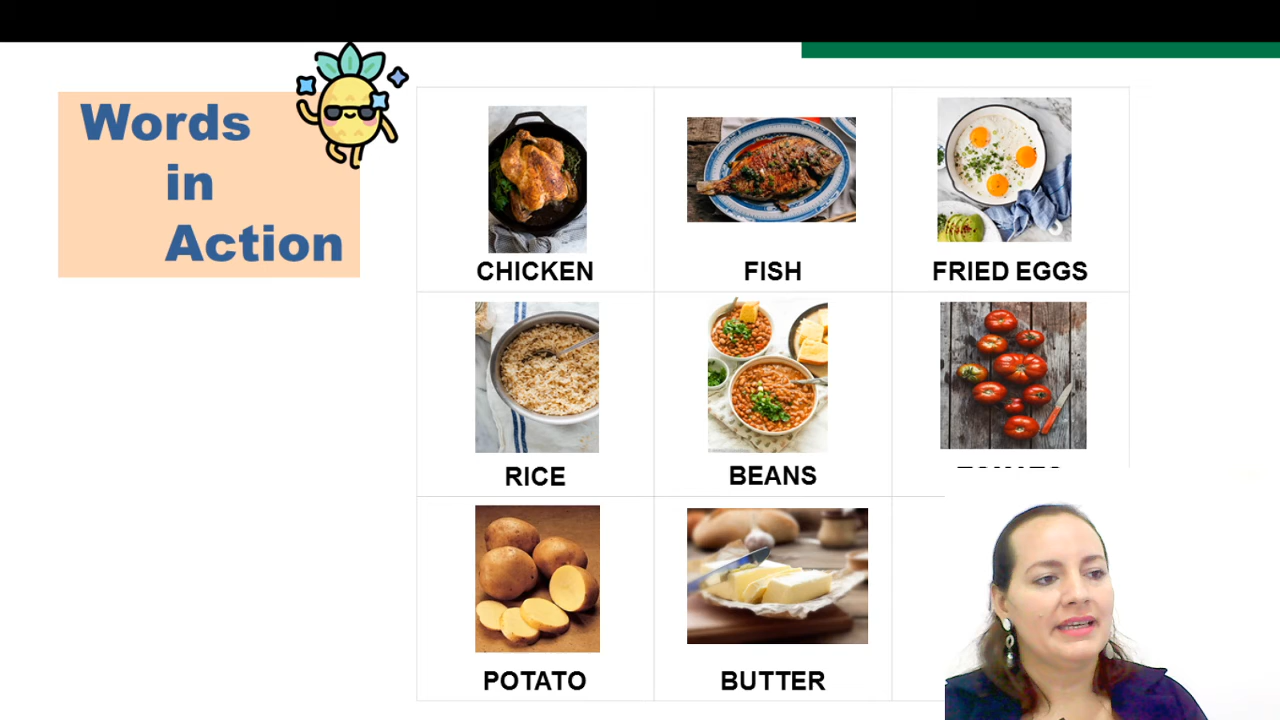 Words
in
Action
CHICKEN
FISH
FRIED EGGS
RICE
BEANS
POTATO
BUTTER